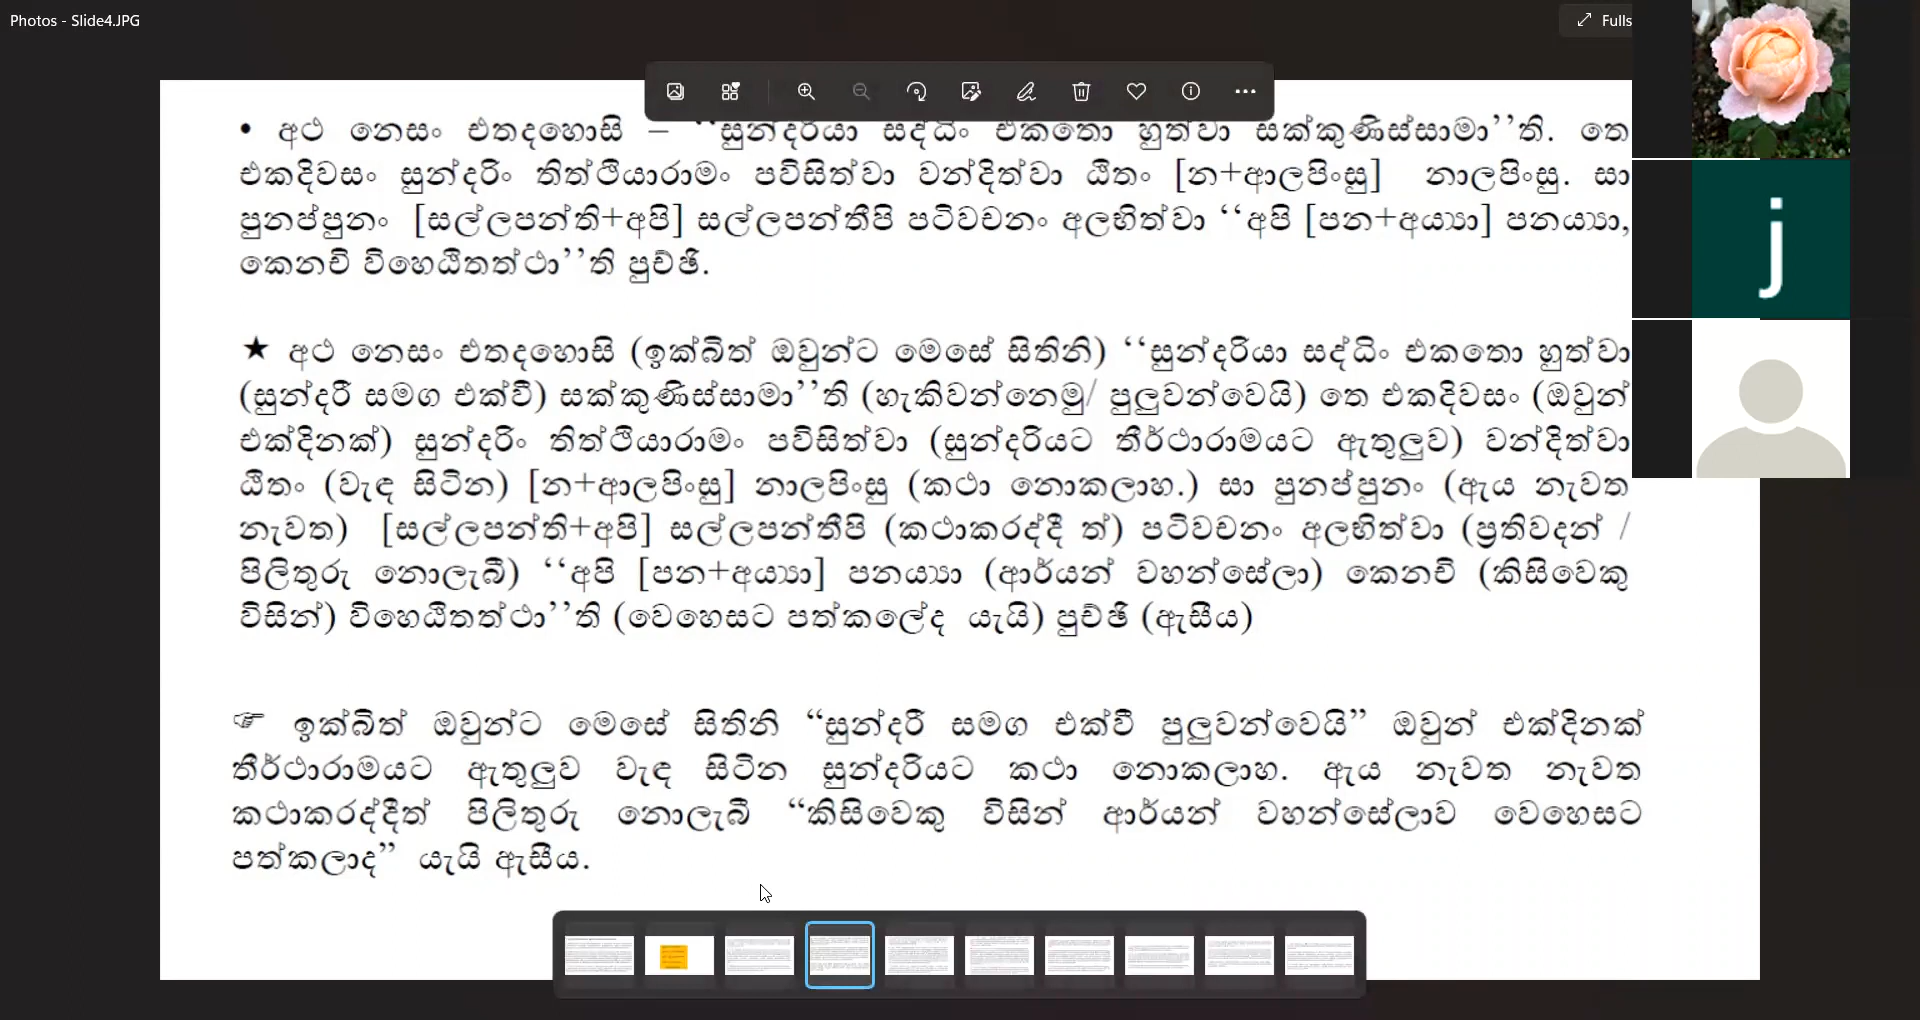 Photos - Slide4.JPG
Fulls
• අථ නෙසං එතදහොසි – ‘‘සුන්දරියා සද්ධිං එකතො හුත්වා සක්කුණිස්සාමා’’ති. තෙ
එකදිවසං සුන්දරිං තිත්ථියාරාමං පවිසිත්වා වන්දිත්වා ඨිතං [න+ආලපිංසු] නාලපිංසු. සා
පුනප්පුනං [සල්ලපන්ති+අපි] සල්ලපන්තීපි පටිවචනං අලභිත්වා ‘‘අපි [පන+අය්‍යා] පනය්‍යා,
කෙනචි විහෙඨිතත්ථා’’ති පුච්ඡි.
★ අථ නෙසං එතදහොසි (ඉක්බිත් ඔවුන්ට මෙසේ සිතිනි) ‘‘සුන්දරියා සද්ධිං එකතො හුත්වා
(සුන්දරී සමග එක්වී) සක්කුණිස්සාමා’’ති (හැකිවන්නෙමු/ පුලුවන්වෙයි) තෙ එකදිවසං (ඔවුන්
එක්දිනක්) සුන්දරිං තිත්ථියාරාමං පවිසිත්වා (සුන්දරියට තීර්ථාරාමයට ඇතුලුව) වන්දිත්වා
ඨිතං (වැඳ සිටින) [න+ආලපිංසු] නාලපිංසු (කථා නොකලාහ.) සා පුනප්පුනං (ඇය නැවත
නැවත) [සල්ලපන්ති+අපි] සල්ලපන්තීපි (කථාකරද්දී ත්) පටිවචනං අලභිත්වා (ප්‍රතිවදන් /
පිලිතුරු නොලැබී) ‘‘අපි [පන+අය්‍යා] පනය්‍යා (ආර්යන් වහන්සේලා) කෙනචි (කිසිවෙකු
විසින්) විහෙඨිතත්ථා’’ති (වෙහෙසට පත්කලේද යැයි) පුච්ඡි (ඇසීය)
☞ ඉක්බිත් ඔවුන්ට මෙසේ සිතිනි “සුන්දරී සමග එක්වී පුලුවන්වෙයි” ඔවුන් එක්දිනක්
තීර්ථාරාමයට ඇතුලුව වැඳ සිටින සුන්දරියට කථා නොකලාහ. ඇය නැවත නැවත
කථාකරද්දීත් පිලිතුරු නොලැබී “කිසිවෙකු විසින් ආර්යන් වහන්සේලාව වෙහෙසට
පත්කලාද” යැයි ඇසීය.
j